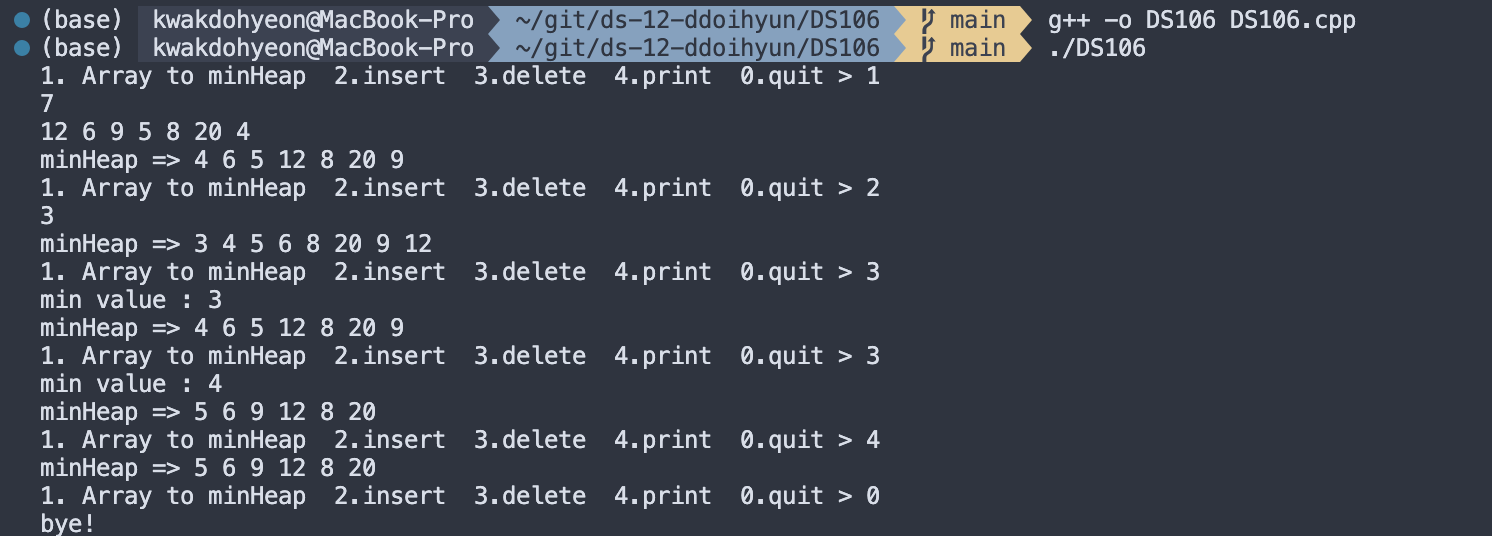 (base) kwakdohyeon@MacBook-Pro ~/git/ds-12-ddoihyun/DS106 main g++ -o DS106 DS106.cpp
(base) kwakdohyeon@MacBook-Pro ~/git/ds-12-ddoihyun/DS106 main ./DS106
1. Array to minHeap  2.insert  3.delete  4.print  0.quit > 1
7
12 6 9 5 8 20 4
minHeap => 4 6 5 12 8 20 9
1. Array to minHeap  2.insert  3.delete  4.print  0.quit > 2
3
minHeap => 3 4 5 6 8 20 9 12
1. Array to minHeap  2.insert  3.delete  4.print  0.quit > 3
min value : 3
minHeap => 4 6 5 12 8 20 9
1. Array to minHeap  2.insert  3.delete  4.print  0.quit > 3
min value : 4
minHeap => 5 6 9 12 8 20
1. Array to minHeap  2.insert  3.delete  4.print  0.quit > 4
minHeap => 5 6 9 12 8 20
1. Array to minHeap  2.insert  3.delete  4.print  0.quit > 0
bye!